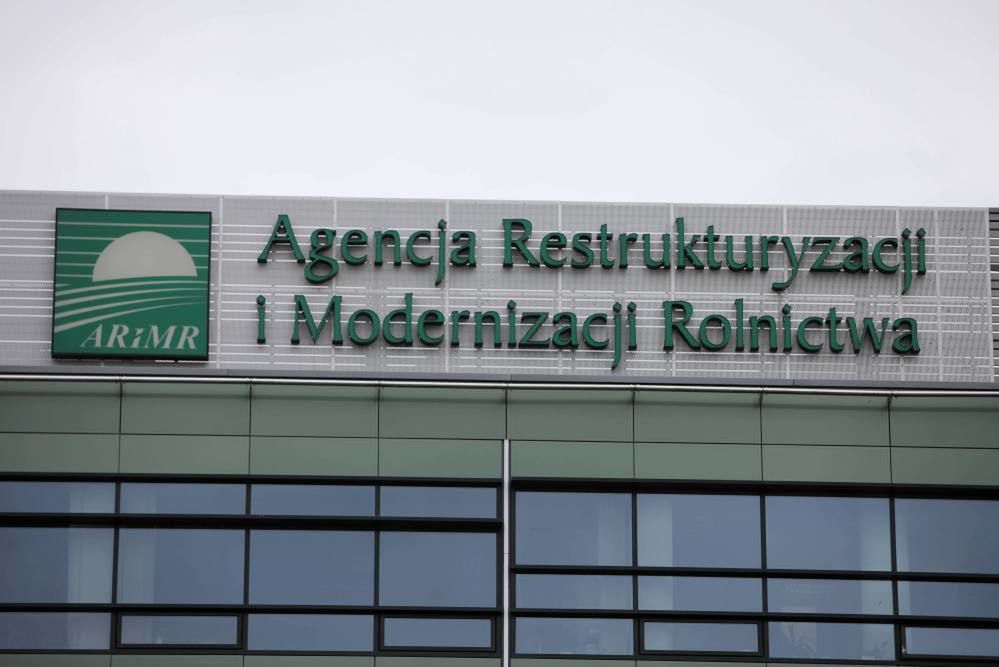 Agencja Restrukturyzacji
i Modernizacji Rolnictwa
ARiMR